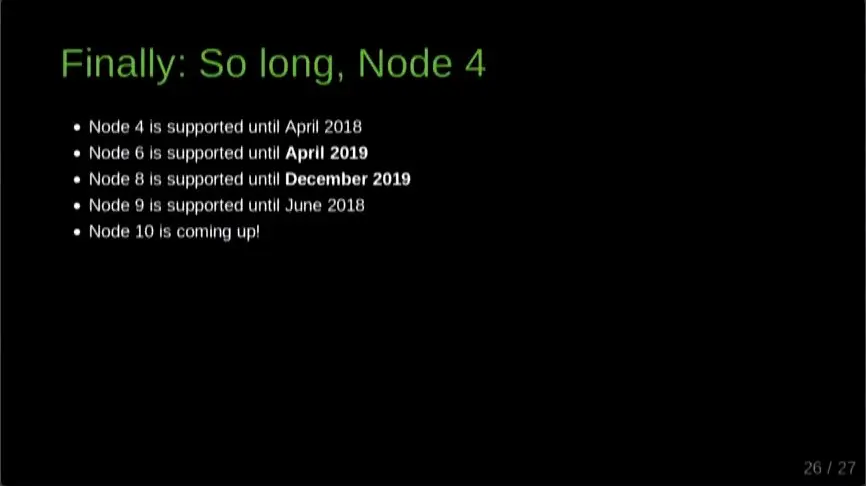 Finally: So long, Node 4
Node 4 is supported until April 2018
Node 6 is supported until April 2019
Node 8 is supported until December 2019
Node 9 is supported until June 2018
Node 10 is coming up!
26 / 27